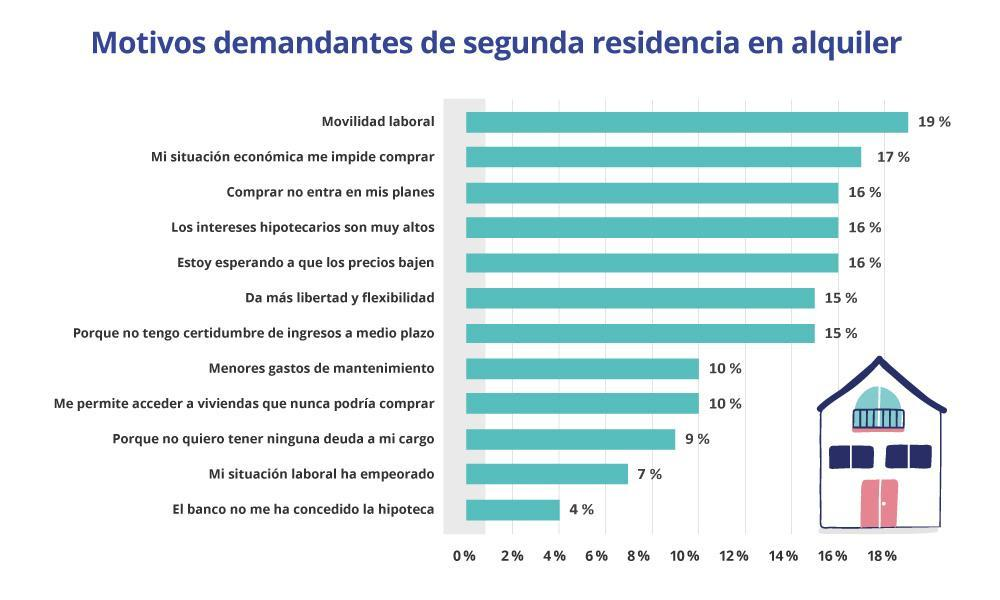 Motivos demandantes de segunda residencia en alquiler
Movilidad laboral 19 %
Mi situación económica me impide comprar 17 %
Comprar no entra en mis planes 16 %
Los intereses hipotecarios son muy altos 16 %
Estoy esperando a que los precios bajen 16 %
Da más libertad y flexibilidad 15 %
Porque no tengo certidumbre de ingresos a medio plazo 15 %
Menores gastos de mantenimiento 10 %
Me permite acceder a viviendas que nunca podría comprar 10 %
Porque no quiero tener ninguna deuda a mi cargo 9 %
Mi situación laboral ha empeorado 7 %
El banco no me ha concedido la hipoteca 4 %
0 % 2 % 4 % 6 % 8 % 10 % 12 % 14 % 16 % 18 %